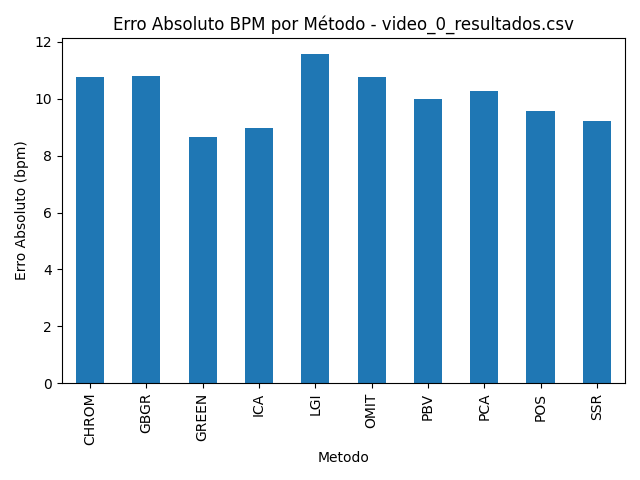 Erro Absoluto BPM por Método - video_0_resultados.csv
12
10
8
6
4
2
0
Erro Absoluto (bpm)
CHROM
GBGR
GREEN
ICA
LGI
OMIT
PBV
PCA
POS
SSR
Metodo